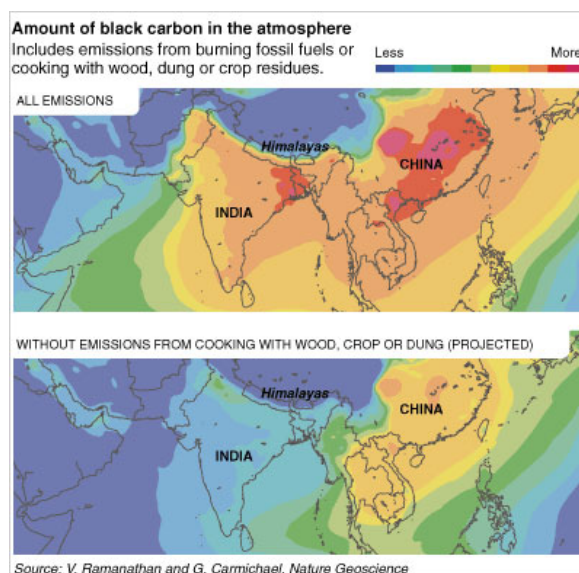 Amount of black carbon in the atmosphere
Includes emissions from burning fossil fuels or
cooking with wood, dung or crop residues.
Less
More
ALL EMISSIONS
Himalayas
CHINA
INDIA
WITHOUT EMISSIONS FROM COOKING WITH WOOD, CROP OR DUNG (PROJECTED)
Himalayas
CHINA
INDIA
Source: V. Ramanathan and G. Carmichael, Nature Geoscience